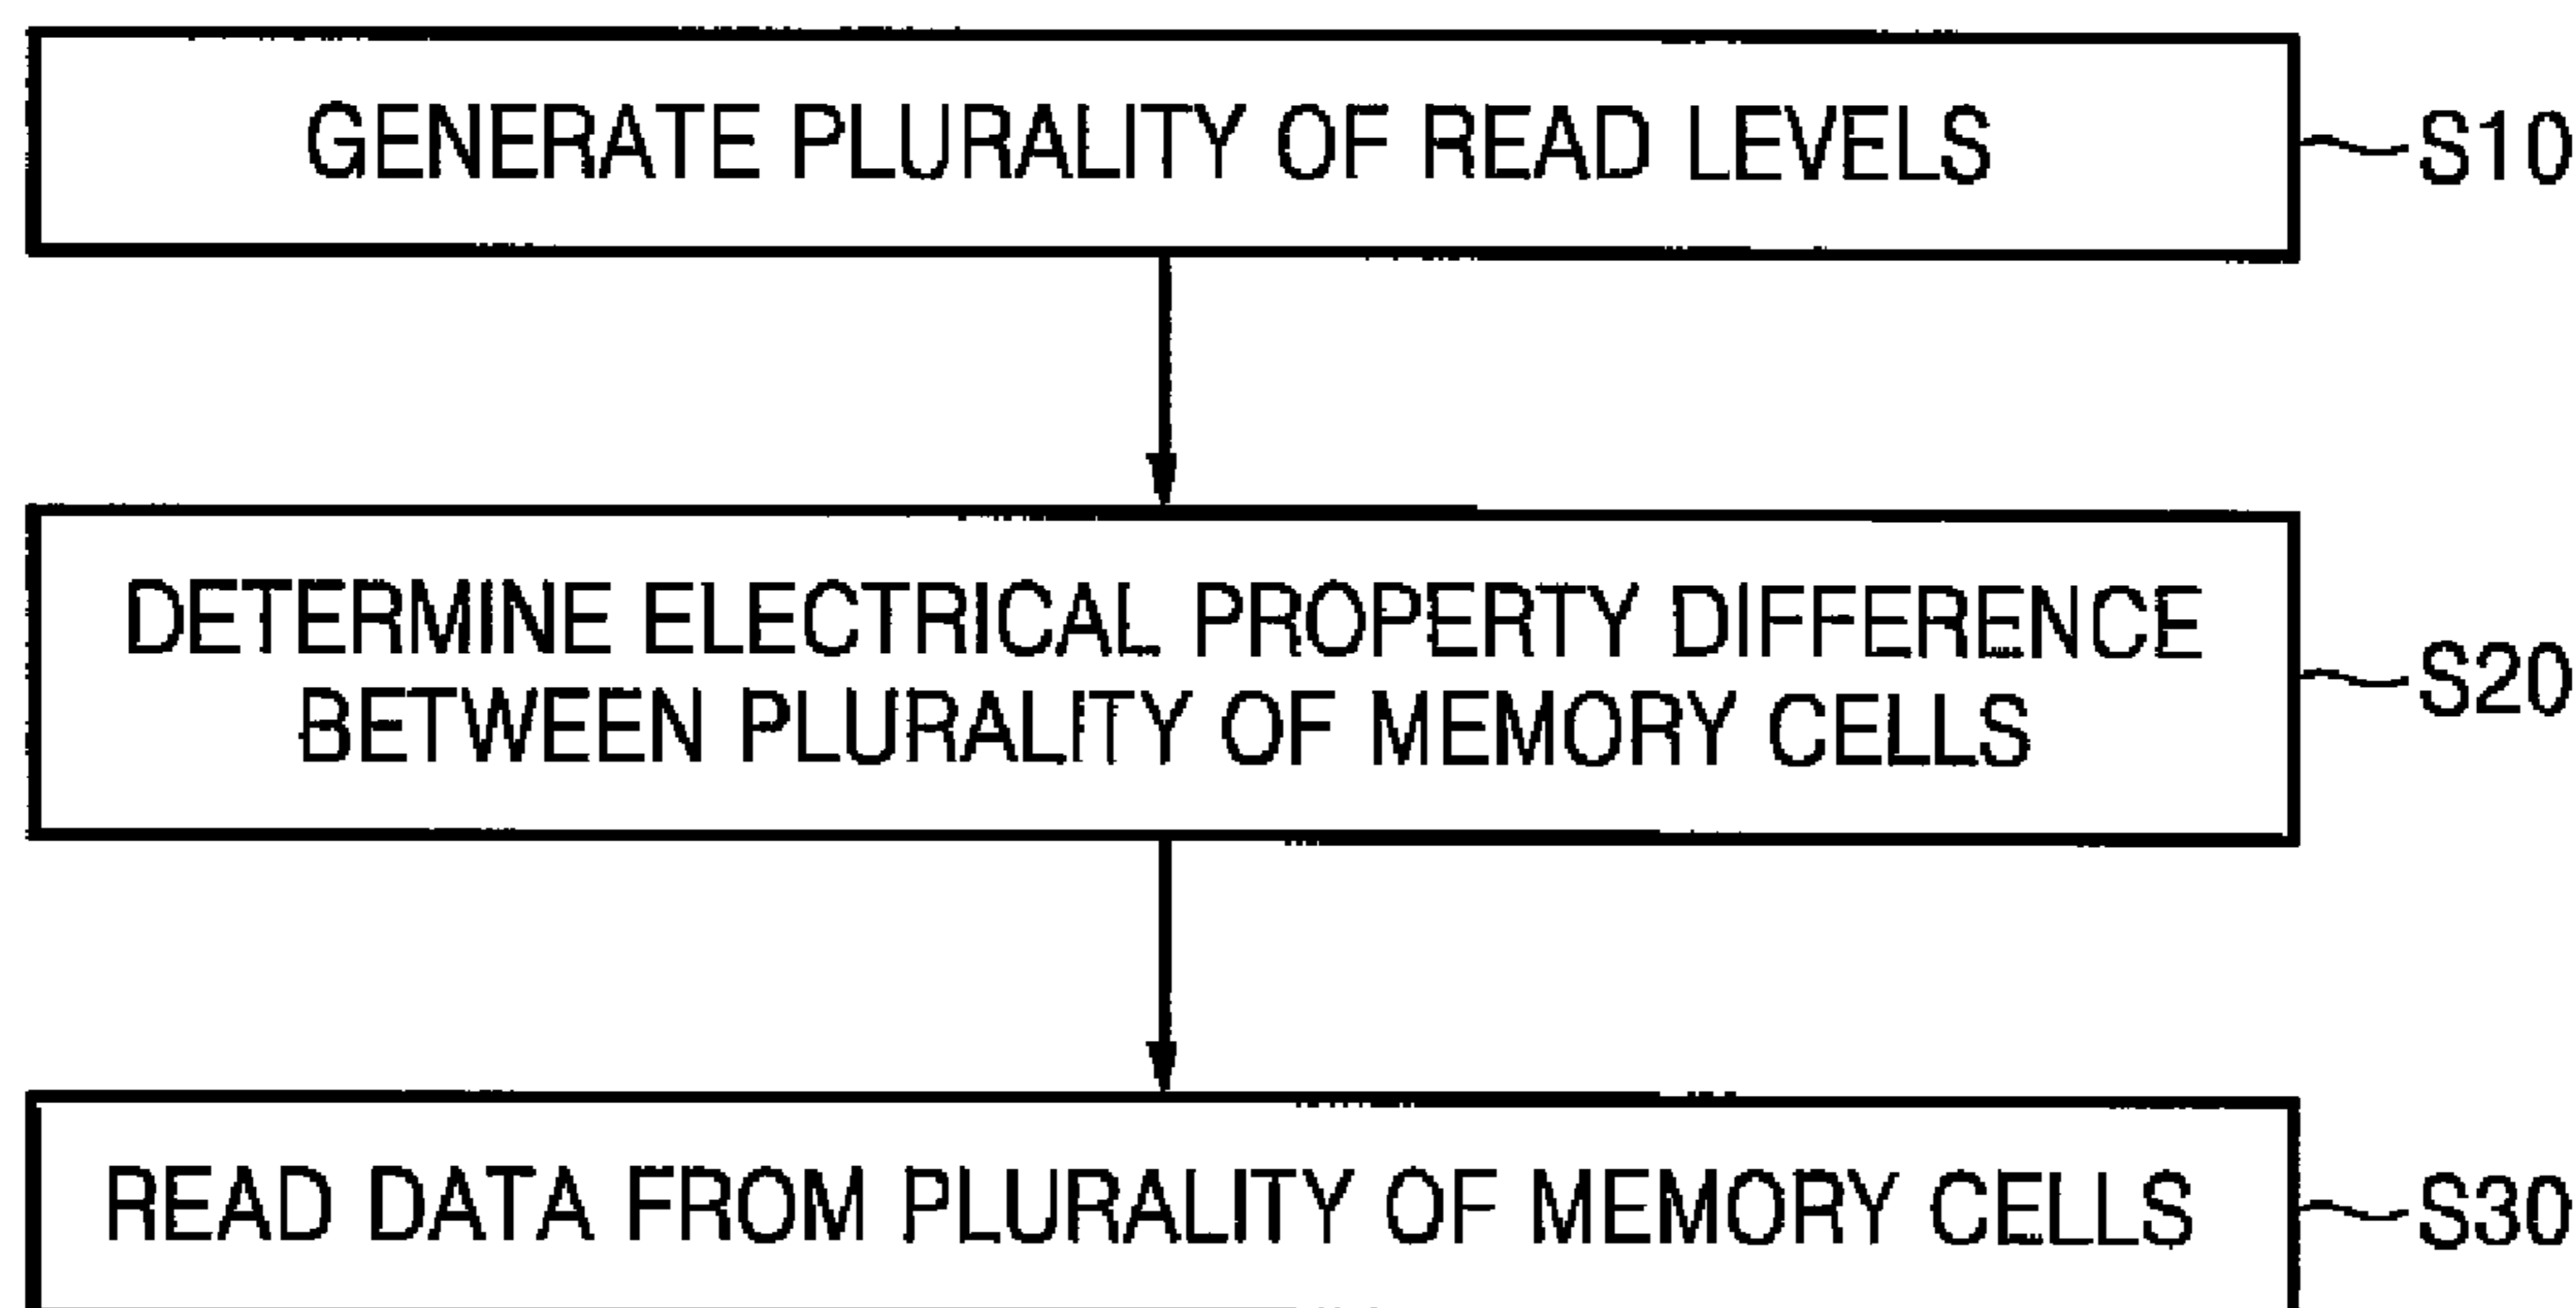 GENERATE PLURALITY OF READ LEVELS
S10
DETERMINE ELECTRICAL PROPERTY DIFFERENCE
BETWEEN PLURALITY OF MEMORY CELLS
S20
READ DATA FROM PLURALITY OF MEMORY CELLS
S30